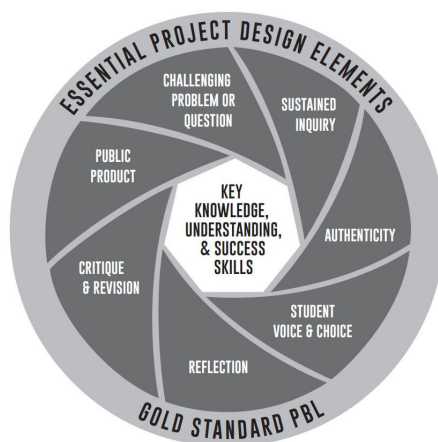 ESSENTIAL PROJECT DESIGN ELEMENTS
CHALLENGING
PROBLEM OR
QUESTION
SUSTAINED
INQUIRY
AUTHENTICITY
STUDENT
VOICE & CHOICE
REFLECTION
CRITIQUE
& REVISION
PUBLIC
PRODUCT
KEY
KNOWLEDGE,
UNDERSTANDING,
& SUCCESS
SKILLS
GOLD STANDARD PBL